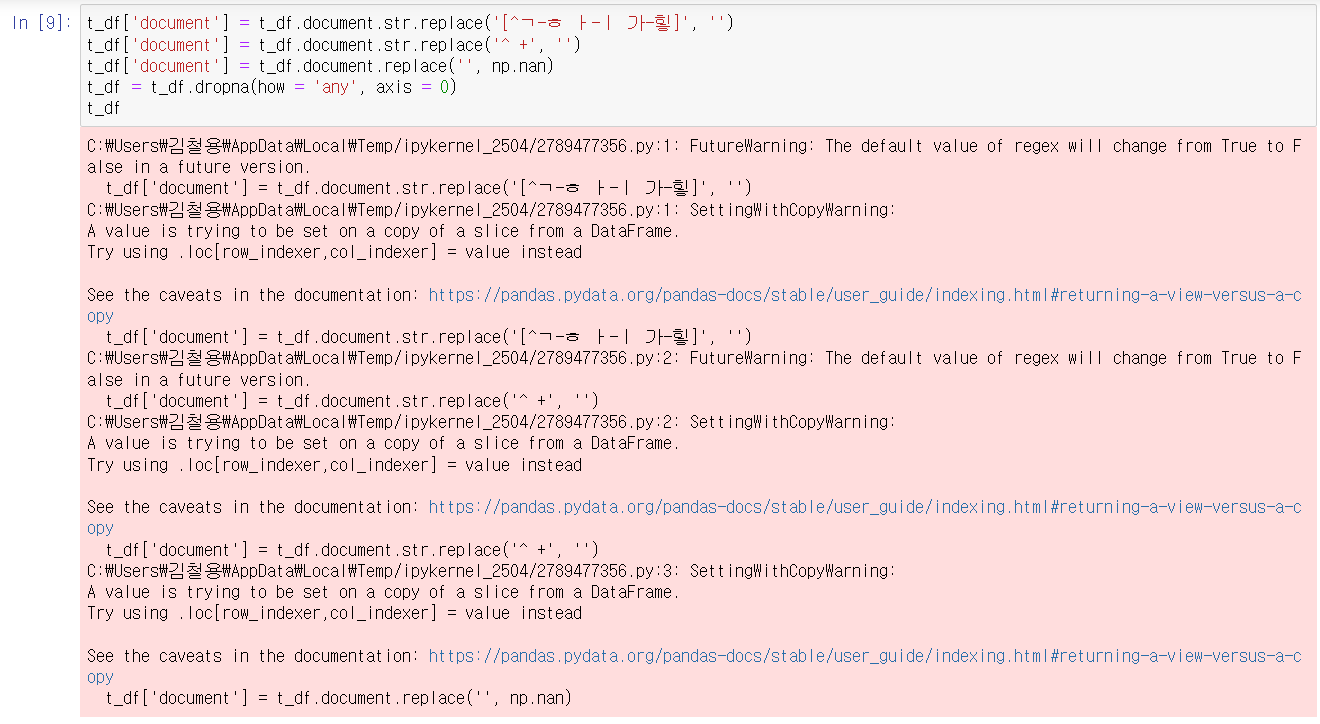 In [9]: t_df['document'] = t_df.document.str.replace('[^ㄱ-ㅎ ㅏ-ㅣ 가-힣]', '')
t_df['document'] = t_df.document.str.replace('^ +', '')
t_df['document'] = t_df.document.replace('', np.nan)
t_df = t_df.dropna(how = 'any', axis = 0)
t_df
C:₩Users₩김철용₩AppData₩Local₩Temp/ipykernel_2504/2789477356.py:1: FutureWarning: The default value of regex will change from True to F
alse in a future version.
t_df['document'] = t_df.document.str.replace('[^ㄱ-ㅎ ㅏ-ㅣ 가-힣]', '')
C:₩Users₩김철용₩AppData₩Local₩Temp/ipykernel_2504/2789477356.py:1: SettingWithCopyWarning:
A value is trying to be set on a copy of a slice from a DataFrame.
Try using .loc[row_indexer,col_indexer] = value instead
See the caveats in the documentation: https://pandas.pydata.org/pandas-docs/stable/user_guide/indexing.html#returning-a-view-versus-a-c
opy
t_df['document'] = t_df.document.str.replace('[^ㄱ-ㅎ ㅏ-ㅣ 가-힣]', '')
C:₩Users₩김철용₩AppData₩Local₩Temp/ipykernel_2504/2789477356.py:2: FutureWarning: The default value of regex will change from True to F
alse in a future version.
t_df['document'] = t_df.document.str.replace('^ +', '')
C:₩Users₩김철용₩AppData₩Local₩Temp/ipykernel_2504/2789477356.py:2: SettingWithCopyWarning:
A value is trying to be set on a copy of a slice from a DataFrame.
Try using .loc[row_indexer,col_indexer] = value instead
See the caveats in the documentation: https://pandas.pydata.org/pandas-docs/stable/user_guide/indexing.html#returning-a-view-versus-a-c
opy
t_df['document'] = t_df.document.str.replace('^ +', '')
C:₩Users₩김철용₩AppData₩Local₩Temp/ipykernel_2504/2789477356.py:3: SettingWithCopyWarning:
A value is trying to be set on a copy of a slice from a DataFrame.
Try using .loc[row_indexer,col_indexer] = value instead
See the caveats in the documentation: https://pandas.pydata.org/pandas-docs/stable/user_guide/indexing.html#returning-a-view-versus-a-c
opy
t_df['document'] = t_df.document.replace('', np.nan)